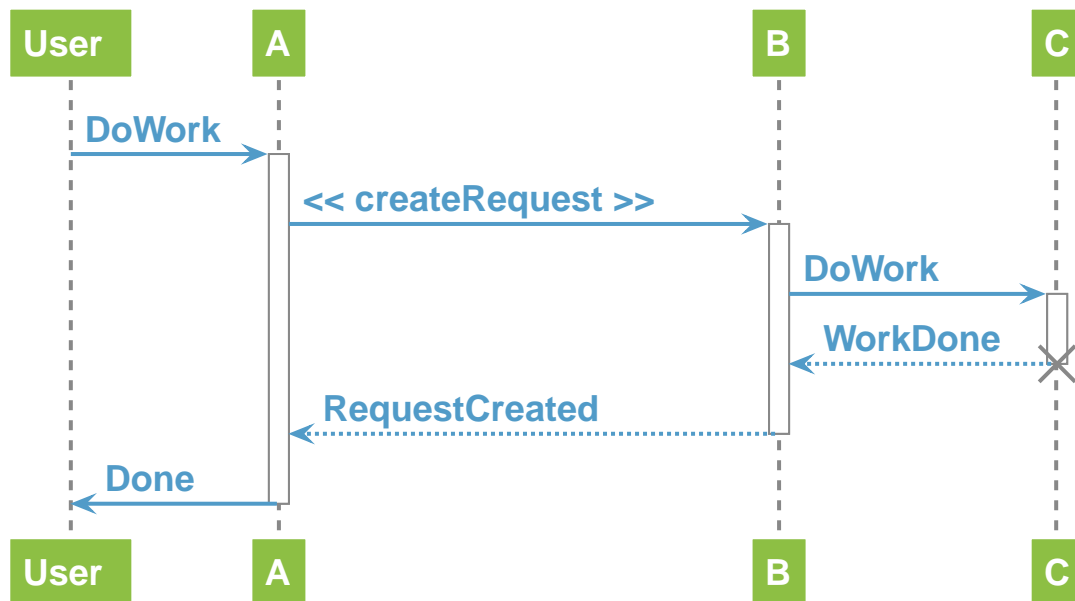 User A B C
DoWork
<< createRequest >>
DoWork
WorkDone
RequestCreated
Done
User A B C